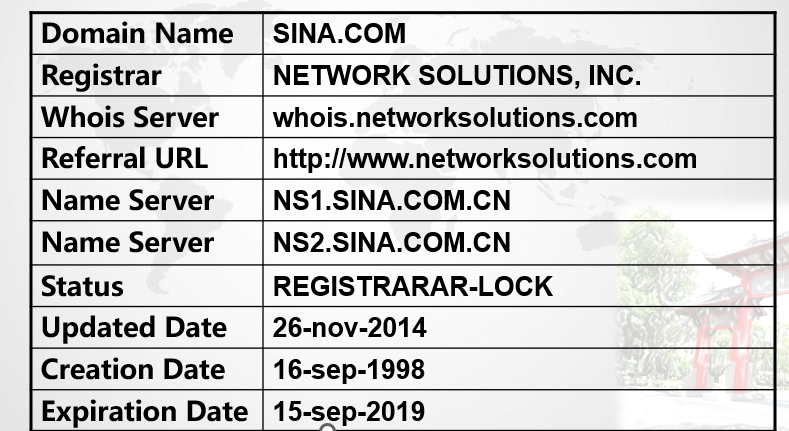 Domain Name SINA.COM
Registrar NETWORK SOLUTIONS, INC.
Whois Server whois.networksolutions.com
Referral URL http://www.networksolutions.com
Name Server NS1.SINA.COM.CN
Name Server NS2.SINA.COM.CN
Status REGISTRARAR-LOCK
Updated Date 26-nov-2014
Creation Date 16-sep-1998
Expiration Date 15-sep-2019